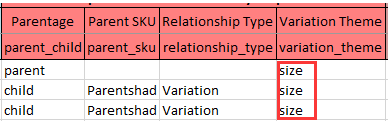 Parentage Parent SKU Relationship Type Variation Theme
parent_child parent_sku relationship_type variation_theme
parent size
child Parentshad Variation size
child Parentshad Variation size